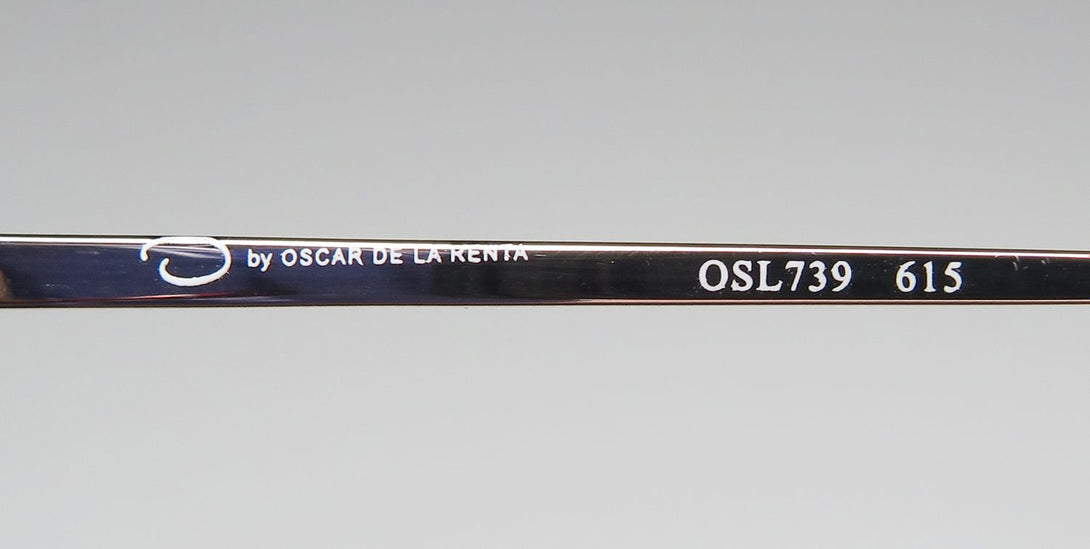 by OSCAR DE LA RENTA
OSL739 615